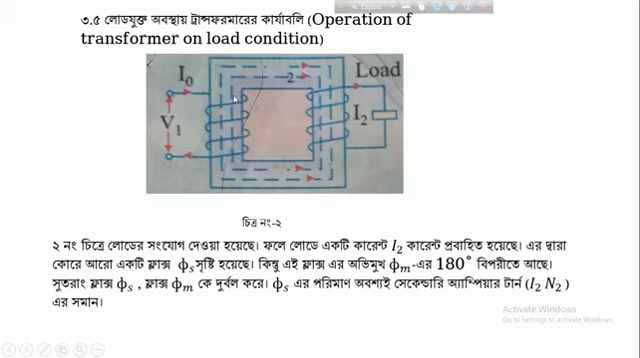 English
৩.৫ লোডযুক্ত অবস্থায় ট্রান্সফরমারের কার্যাবলি (Operation of
transformer on load condition)
I₀
2
Load
V₁
I₂
চিত্র নং-২
২ নং চিত্রে লোডের সংযোগ দেওয়া হয়েছে। ফলে লোডে একটি কারেন্ট I₂ কারেন্ট প্রবাহিত হয়েছে। এর দ্বারা
কোরে আরো একটি ফ্লাক্স ϕₛ সৃষ্টি হয়েছে। কিন্তু এই ফ্লাক্স এর অভিমুখ ϕₘ-এর 180° বিপরীতে আছে।
সুতরাং ফ্লাক্স ϕₛ , ফ্লাক্স ϕₘ কে দুর্বল করে। ϕₛ এর পরিমাণ অবশ্যই সেকেন্ডারি অ্যাম্পিয়ার টার্ন (I₂ N₂ )
এর সমান।
Activate Windows
Go to Settings to activate Windows.